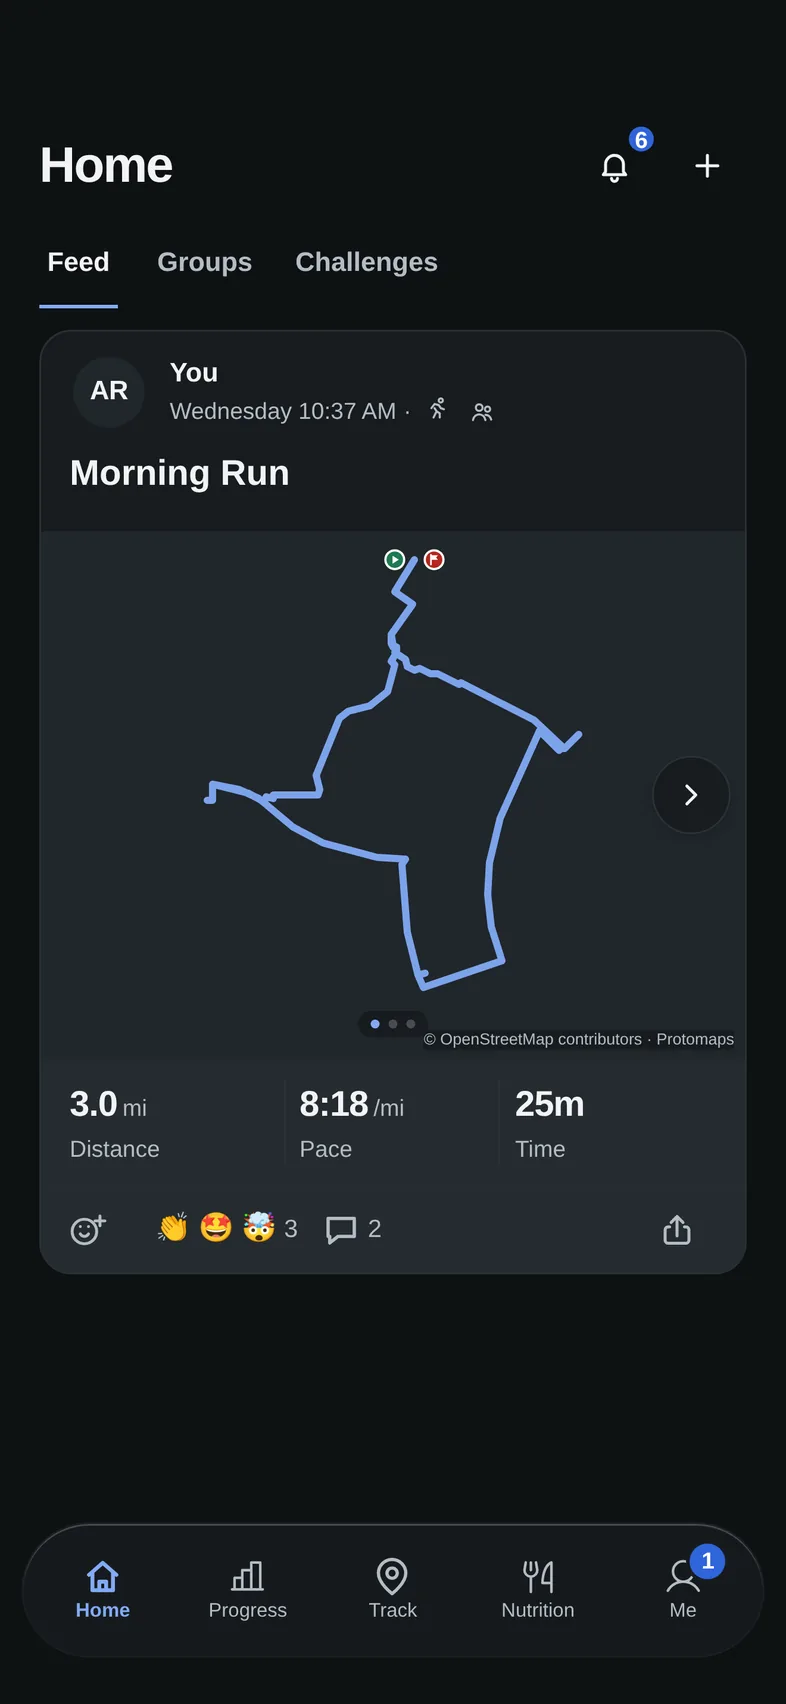 Home
6
Feed Groups Challenges
AR
You
Wednesday 10:37 AM ·
Morning Run
© OpenStreetMap contributors · Protomaps
3.0 mi 8:18 /mi 25m
Distance Pace Time
3 2
1
Home Progress Track Nutrition Me